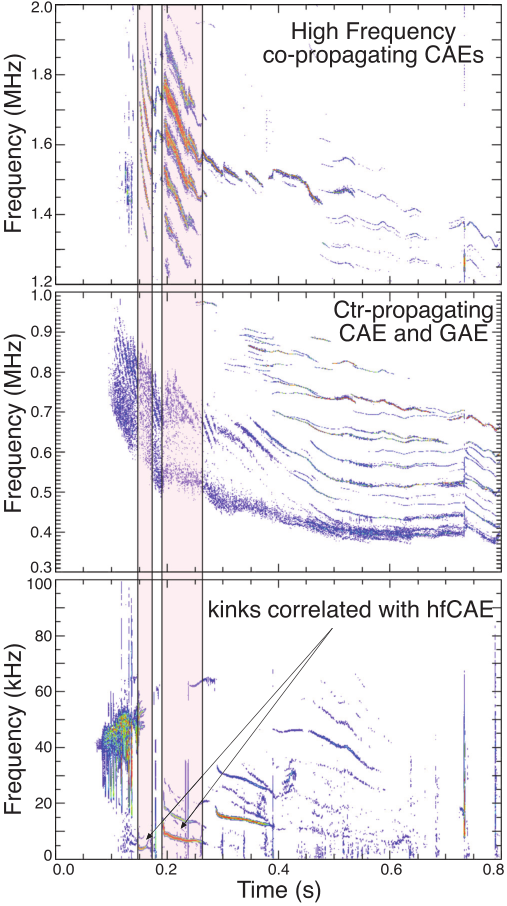 2.0
High Frequency
co-propagating CAEs
1.8
1.6
1.4
1.2
Frequency (MHz)
1.0
Ctr-propagating
CAE and GAE
0.9
0.8
0.7
0.6
0.5
0.4
0.3
Frequency (MHz)
100
kinks correlated with hfCAE
80
60
40
20
0
Frequency (kHz)
0.0 0.2 0.4 0.6 0.8
Time (s)